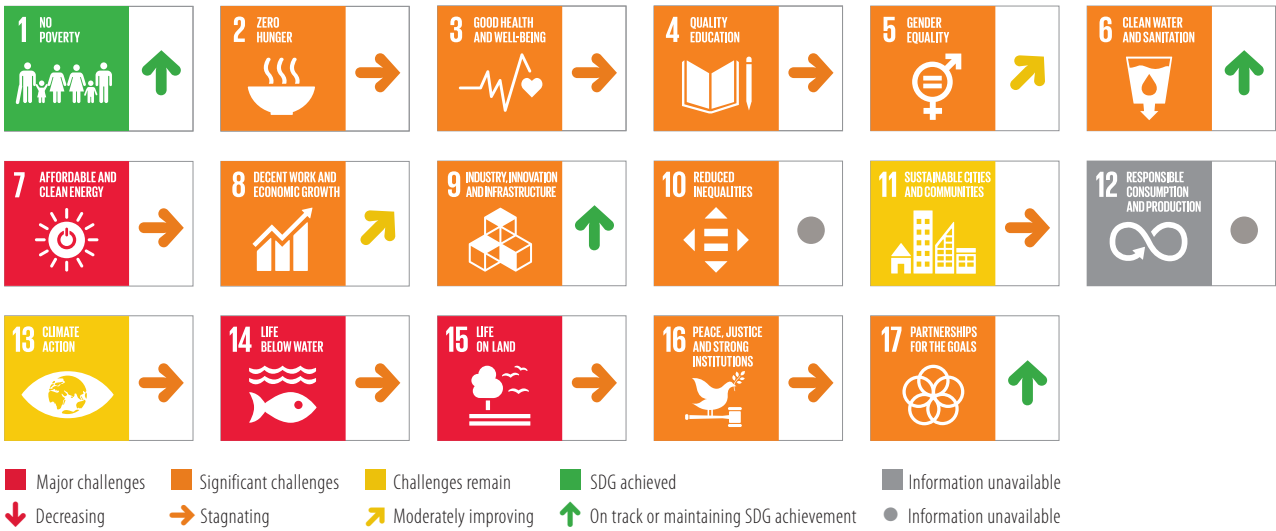 1 NO
POVERTY
2 ZERO
HUNGER
3 GOOD HEALTH
AND WELL-BEING
4 QUALITY
EDUCATION
5 GENDER
EQUALITY
6 CLEAN WATER
AND SANITATION
7 AFFORDABLE AND
CLEAN ENERGY
8 DECENT WORK AND
ECONOMIC GROWTH
9 INDUSTRY, INNOVATION
AND INFRASTRUCTURE
10 REDUCED
INEQUALITIES
11 SUSTAINABLE CITIES
AND COMMUNITIES
12 RESPONSIBLE
CONSUMPTION
AND PRODUCTION
13 CLIMATE
ACTION
14 LIFE
BELOW WATER
15 LIFE
ON LAND
16 PEACE, JUSTICE
AND STRONG
INSTITUTIONS
17 PARTNERSHIPS
FOR THE GOALS
Major challenges Significant challenges Challenges remain SDG achieved Information unavailable
Decreasing Stagnating Moderately improving On track or maintaining SDG achievement Information unavailable